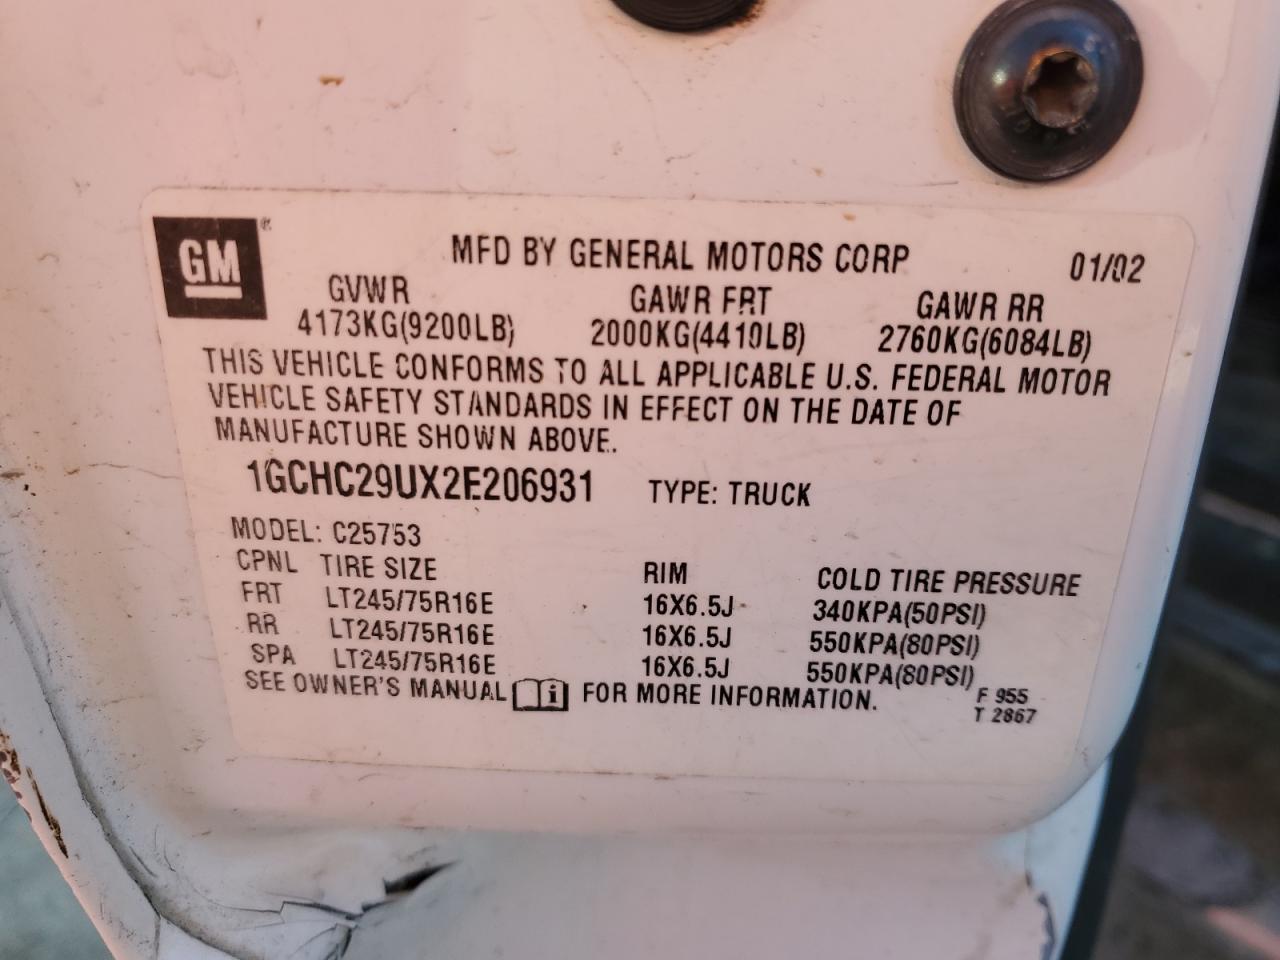 GM®
MFD BY GENERAL MOTORS CORP 01/02
GVWR GAWR FRT GAWR RR
4173KG(9200LB) 2000KG(4410LB) 2760KG(6084LB)
THIS VEHICLE CONFORMS TO ALL APPLICABLE U.S. FEDERAL MOTOR
VEHICLE SAFETY STANDARDS IN EFFECT ON THE DATE OF
MANUFACTURE SHOWN ABOVE.
1GCHC29UX2E206931 TYPE: TRUCK
MODEL: C25753
CPNL TIRE SIZE RIM COLD TIRE PRESSURE
FRT LT245/75R16E 16X6.5J 340KPA(50PSI)
RR LT245/75R16E 16X6.5J 550KPA(80PSI)
SPA LT245/75R16E 16X6.5J 550KPA(80PSI)
SEE OWNER'S MANUAL i FOR MORE INFORMATION.
F 955
T 2867